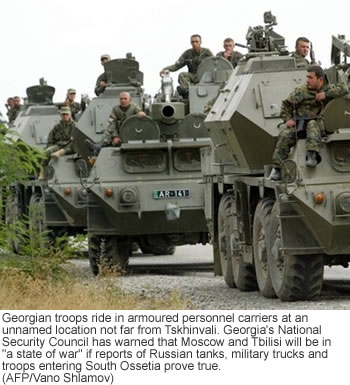 AR-141
Georgian troops ride in armoured personnel carriers at an
unnamed location not far from Tskhinvali. Georgia's National
Security Council has warned that Moscow and Tbilisi will be in
"a state of war" if reports of Russian tanks, military trucks and
troops entering South Ossetia prove true.
(AFP/Vano Shlamov)